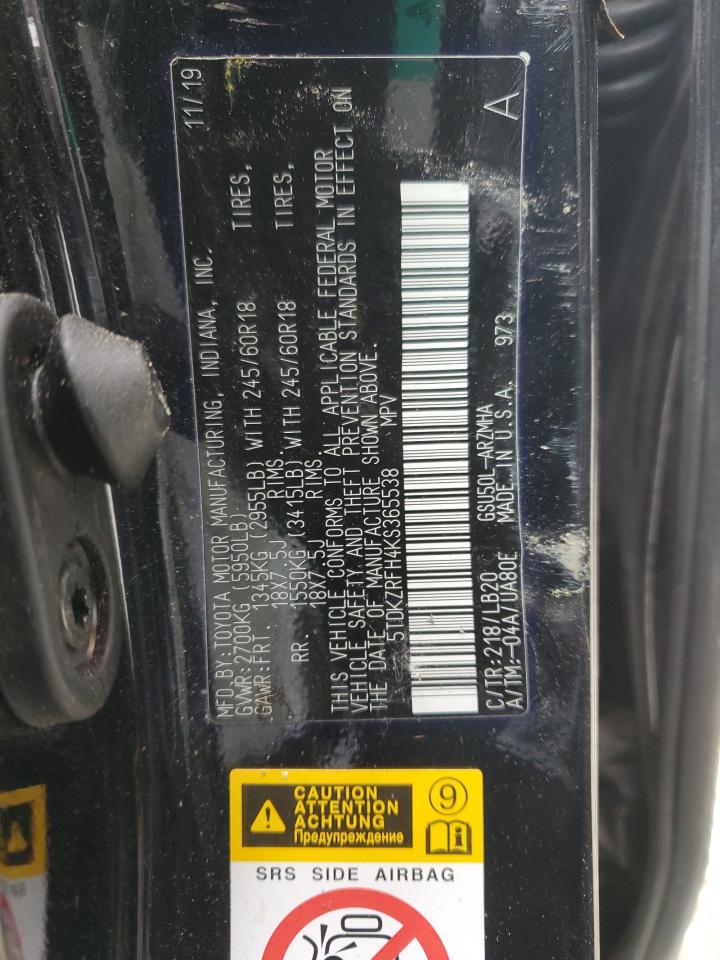 MFD.BY:TOYOTA MOTOR MANUFACTURING, INDIANA, INC. 11/19
GVWR:2700KG (5950LB)
GAWR:FRT. 1345KG (2955LB) WITH 245/60R18 TIRES,
18X7.5J RIMS
RR. 1550KG (3415LB) WITH 245/60R18 TIRES,
18X7.5J RIMS
THIS VEHICLE CONFORMS TO ALL APPLICABLE FEDERAL MOTOR
VEHICLE SAFETY AND THEFT PREVENTION STANDARDS IN EFFECT ON
THE DATE OF MANUFACTURE SHOWN ABOVE.
5TDKZRFH4KS365538 MPV
C/TR:218/LB20 GSU50L-ARZMHA A
A/TM:-04A/UA80E MADE IN U.S.A. 973
CAUTION
ATTENTION
ACHTUNG
Предупреждение
9
SRS SIDE AIRBAG